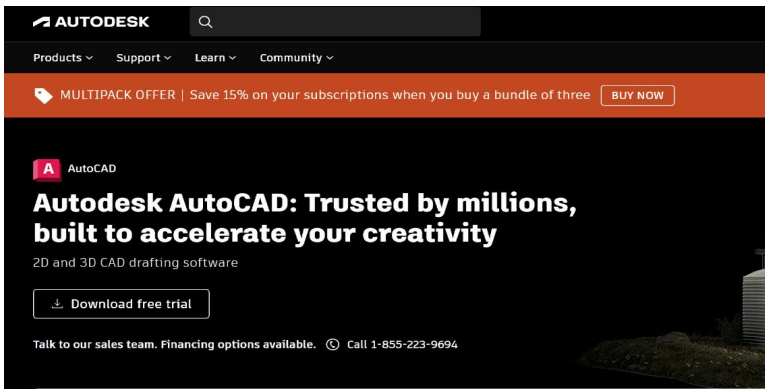 AUTODESK
Products Support Learn Community
MULTIPACK OFFER | Save 15% on your subscriptions when you buy a bundle of three BUY NOW
A AutoCAD
Autodesk AutoCAD: Trusted by millions,
built to accelerate your creativity
2D and 3D CAD drafting software
Download free trial
Talk to our sales team. Financing options available. Call 1-855-223-9694